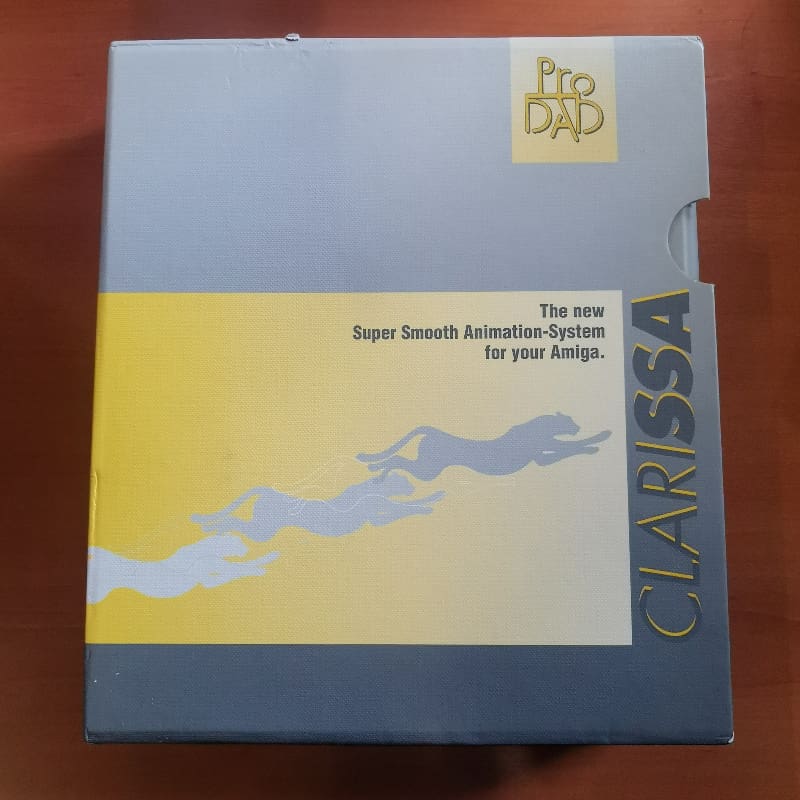 Pro
DAD
The new
Super Smooth Animation-System
for your Amiga.
CLARISSA